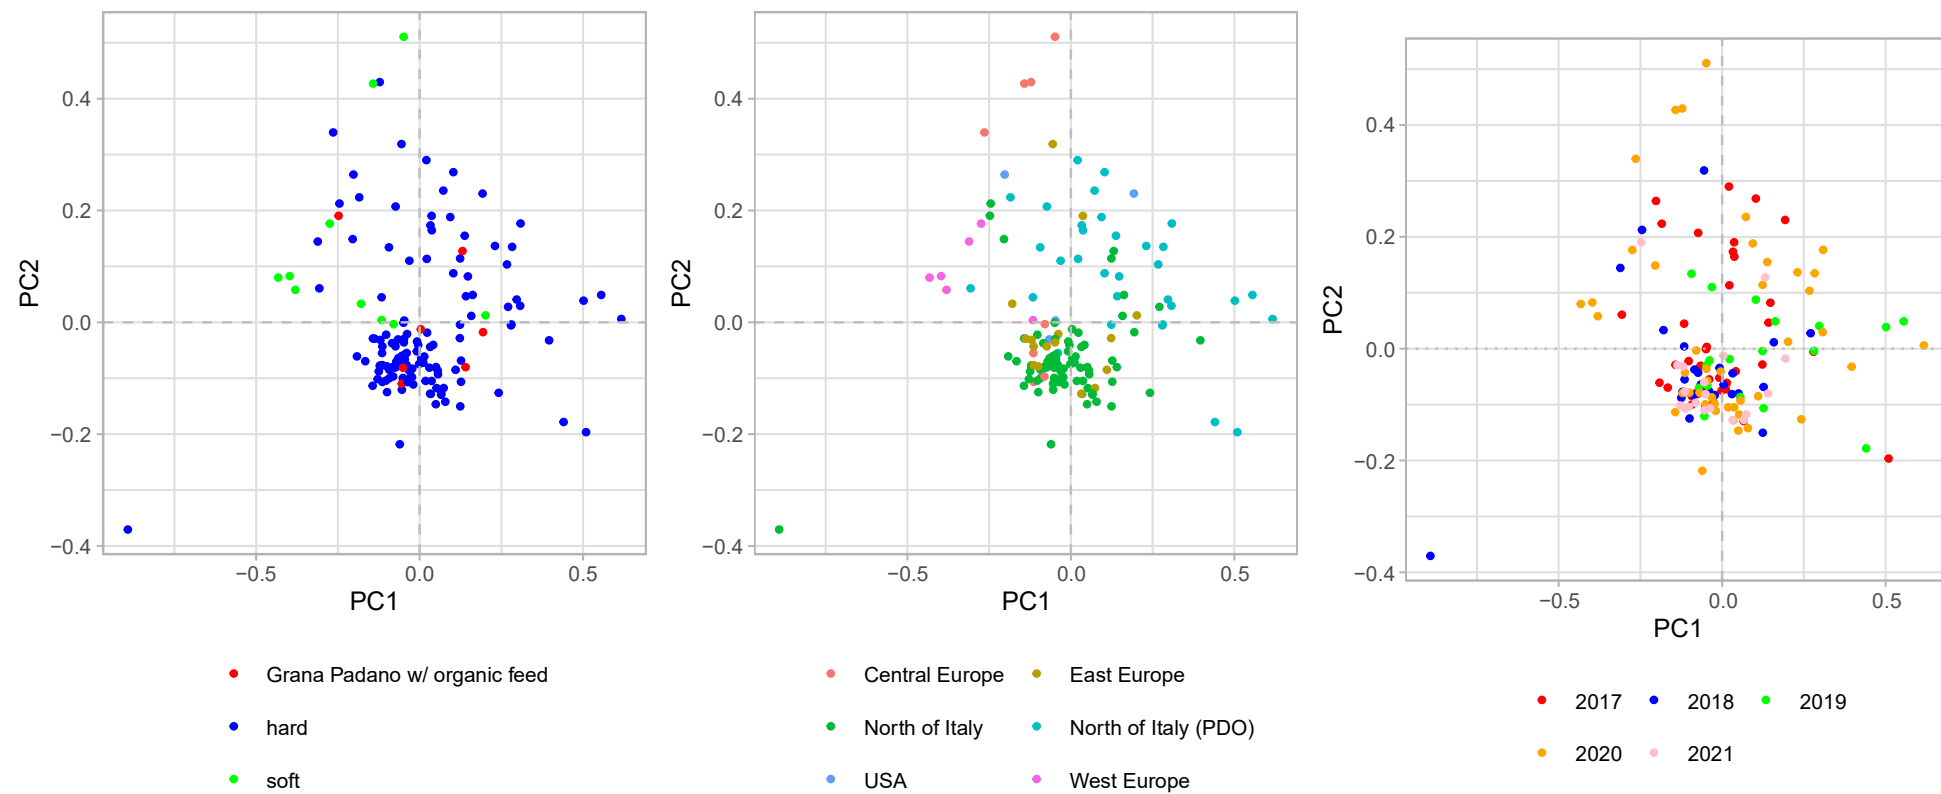 PC2
0.4
0.2
0.0
−0.2
−0.4
−0.5 0.0 0.5
PC1
Grana Padano w/ organic feed
hard
soft
PC2
0.4
0.2
0.0
−0.2
−0.4
−0.5 0.0 0.5
PC1
Central Europe East Europe
North of Italy North of Italy (PDO)
USA West Europe
PC2
0.4
0.2
0.0
−0.2
−0.4
−0.5 0.0 0.5
PC1
2017 2018 2019
2020 2021